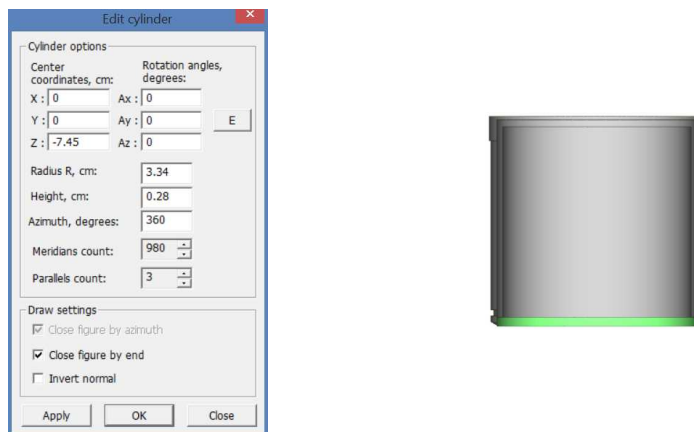 Edit cylinder
×
Cylinder options
Center coordinates, cm:
Rotation angles, degrees:
X : 0 Ax : 0
Y : 0 Ay : 0 E
Z : -7.45 Az : 0
Radius R, cm: 3.34
Height, cm: 0.28
Azimuth, degrees: 360
Meridians count: 980
Parallels count: 3
Draw settings
Close figure by azimuth
Close figure by end
Invert normal
Apply OK Close